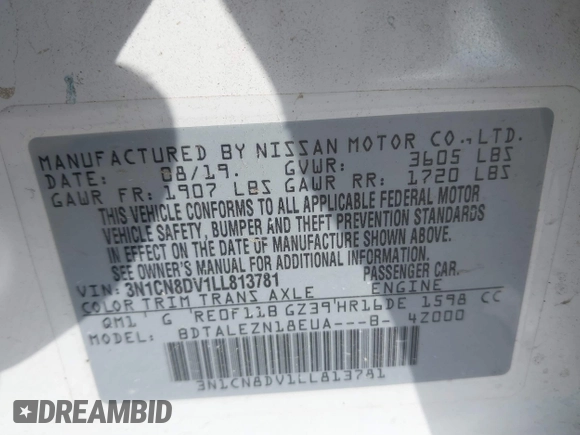 MANUFACTURED BY NISSAN MOTOR CO.,LTD.
DATE: 08/19. GVWR: 3605 LBS
GAWR FR: 1907 LBS GAWR RR: 1720 LBS
THIS VEHICLE CONFORMS TO ALL APPLICABLE FEDERAL MOTOR
VEHICLE SAFETY, BUMPER, AND THEFT PREVENTION STANDARDS
IN EFFECT ON THE DATE OF MANUFACTURE SHOWN ABOVE.
SEE OWNER'S MANUAL FOR ADDITIONAL INFORMATION.
VIN: 3N1CN8DV1LL813781 PASSENGER CAR.
COLOR TRIM TRANS AXLE ENGINE
QM1 G RE0F11B GZ39 HR16DE 1598 CC
MODEL: BDTALEZN18EUA---B- 4Z000
3N1CN8DV1LL813781
DREAMBID